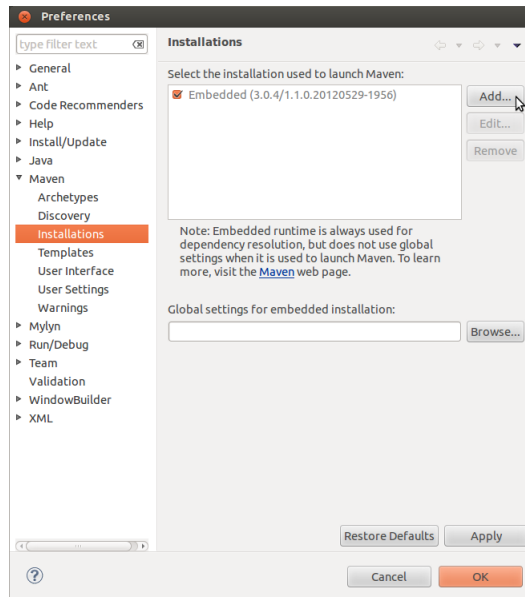 Preferences
type filter text
Installations
General
Ant
Code Recommenders
Help
Install/Update
Java
Maven
Archetypes
Discovery
Installations
Templates
User Interface
User Settings
Warnings
Mylyn
Run/Debug
Team
Validation
WindowBuilder
XML
Select the installation used to launch Maven:
Embedded (3.0.4/1.1.0.20120529-1956)
Add...
Edit...
Remove
Note: Embedded runtime is always used for
dependency resolution, but does not use global
settings when it is used to launch Maven. To learn
more, visit the Maven web page.
Global settings for embedded installation:
Browse...
Restore Defaults
Apply
?
Cancel
OK